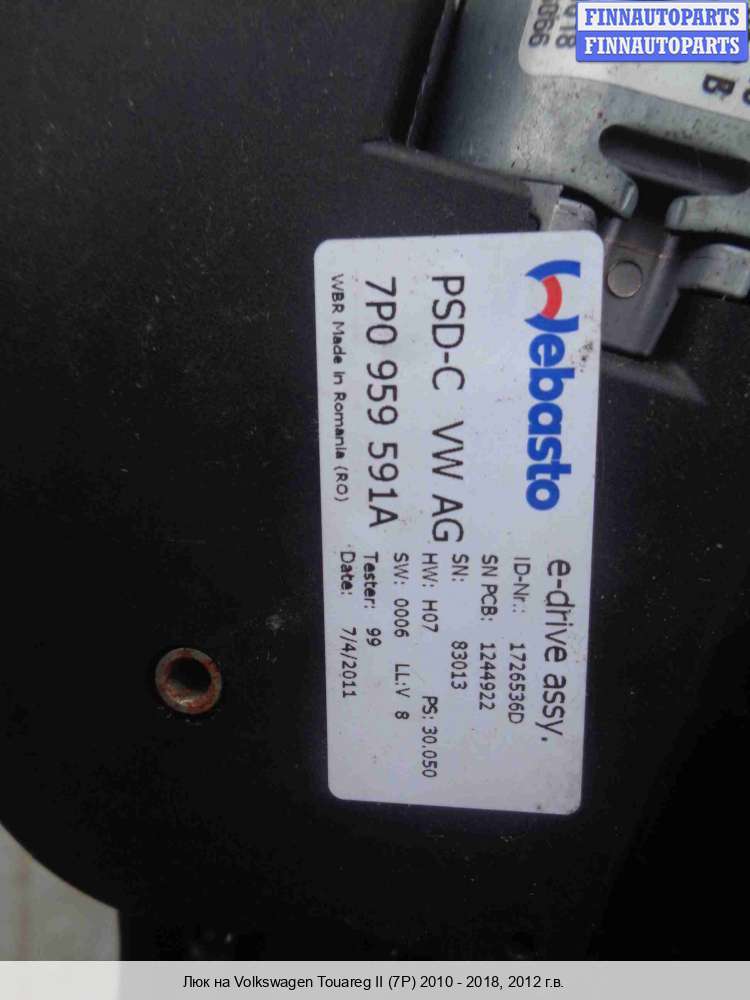 FINNAUTOPARTS
FINNAUTOPARTS
B
Webasto
e-drive assy.
PSD-C VW AG
7P0 959 591A
WBR Made in Romania (RO)
ID-Nr.: 1726536D
SN PCB: 1244922
SN: 83013
HW: H07 PS: 30.050
SW: 0006 LL:V 8
Tester: 99
Date: 7/4/2011
Люк на Volkswagen Touareg II (7P) 2010 - 2018, 2012 г.в.